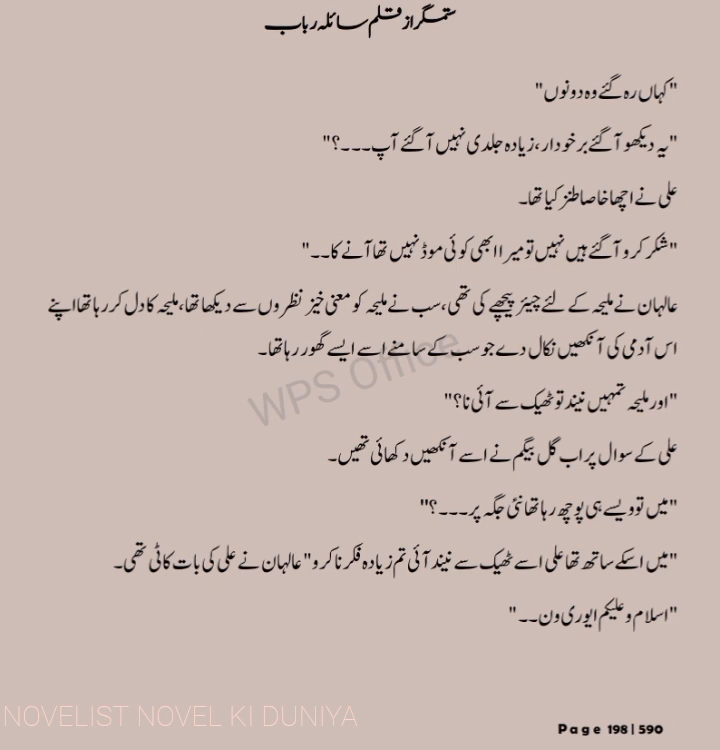 ستمگر از قلم سائلہ رباب
"کہاں رہ گئے وہ دونوں"
"یہ دیکھو آگئے برخودار، زیادہ جلدی نہیں آگئے آپ۔۔۔؟"
علی نے اچھا خاصا طنز کیا تھا۔
"شکر کرو آگئے ہیں نہیں تو میرا ابھی کوئی موڈ نہیں تھا آنے کا۔۔"
عالہان نے ملیحہ کے لئے چیئر پیچھے کی تھی، سب نے ملیحہ کو معنی خیز نظروں سے دیکھا تھا، ملیحہ کا دل کر رہا تھا اپنے
اس آدمی کی آنکھیں نکال دے جو سب کے سامنے اسے ایسے گھور رہا تھا۔
"اور ملیحہ تمہیں نیند تو ٹھیک سے آئی نا؟"
علی کے سوال پر اب گل بیگم نے اسے آنکھیں دکھائی تھیں۔
"میں تو ویسے ہی پوچھ رہا تھا نئی جگہ پر۔۔۔؟"
"میں اسکے ساتھ تھا علی اسے ٹھیک سے نیند آئی تم زیادہ فکر نا کرو" عالہان نے علی کی بات کاٹی تھی۔
"اسلام و علیکم ایوری ون۔۔"
WPS Office
NOVELIST NOVEL KI DUNIYA
Page 198 | 590